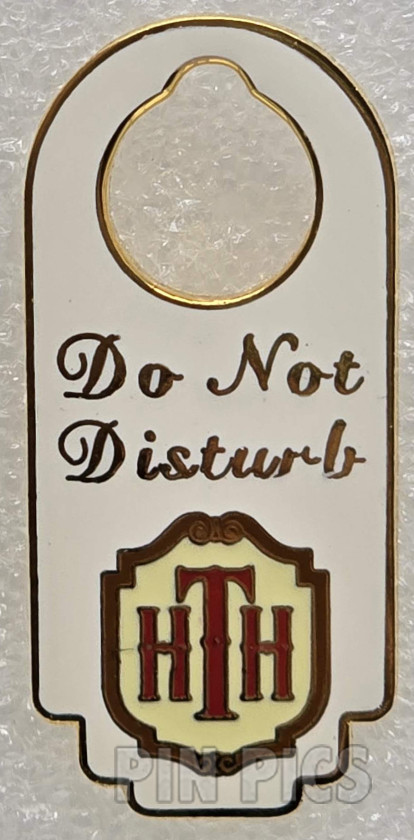 Do Not
Disturb
HTH
PIN PICS